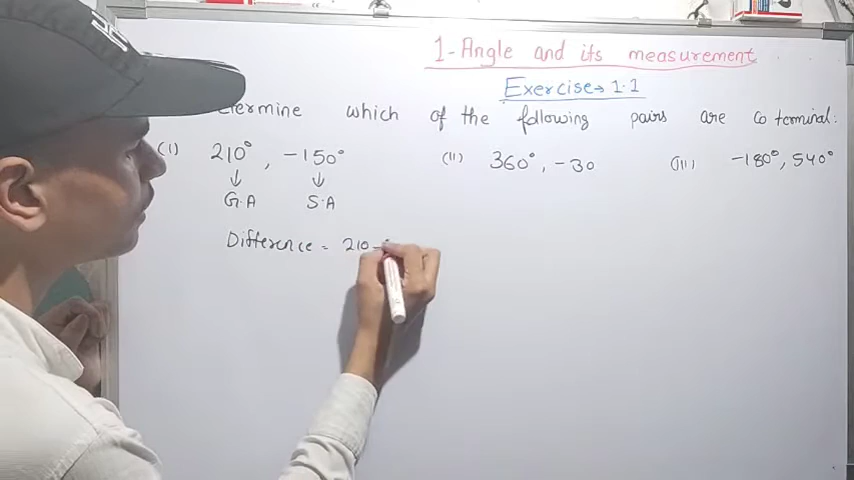 1-Angle and its measurement
Exercise→ 1.1
etermine which of the following pairs are co terminal:
(I) 210°, -150° (II) 360°, -30 (III) -180°, 540°
↓ ↓
G.A S.A
Difference = 210-